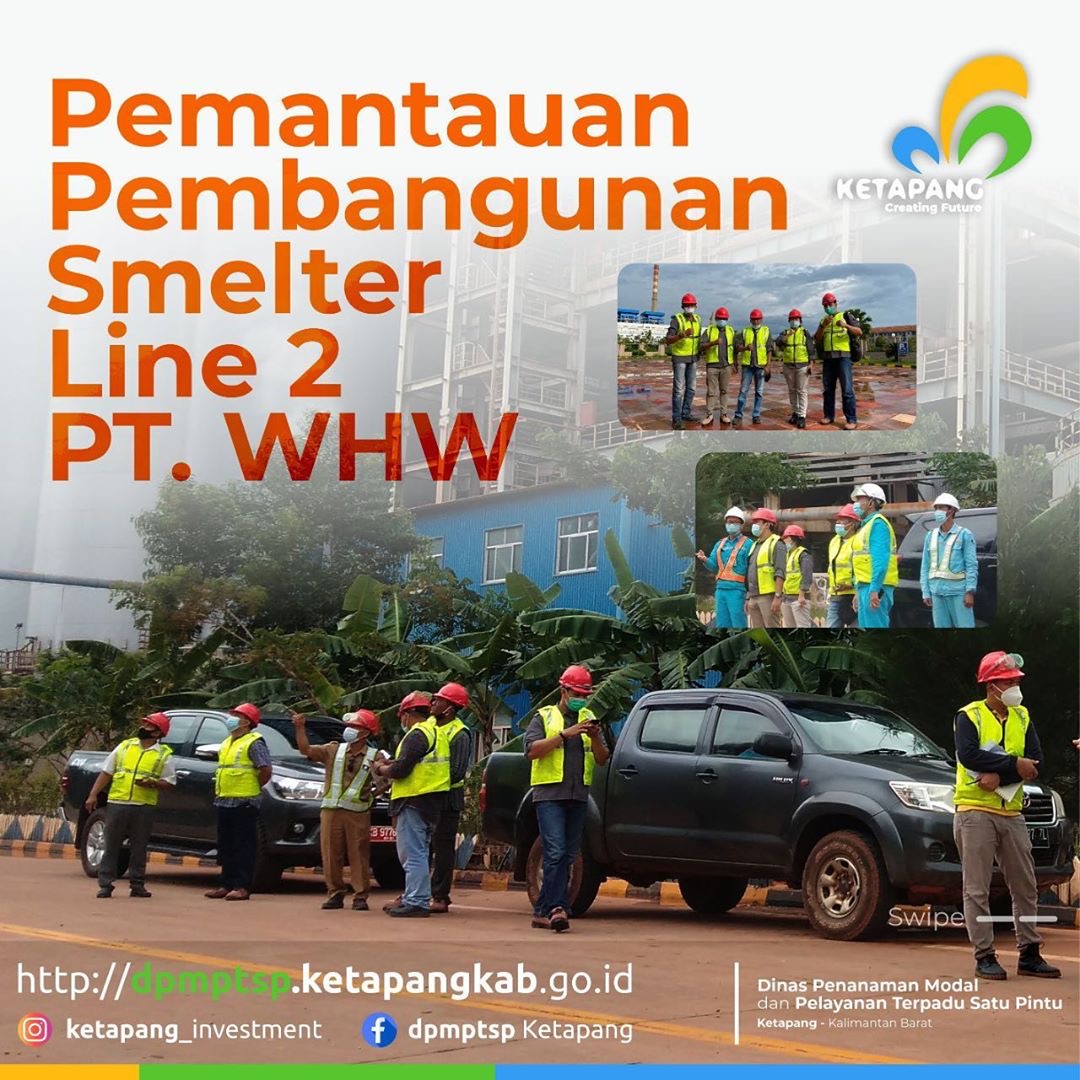 Pemantauan
Pembangunan
Smelter
Line 2
PT. WHW
KETAPANG
Creating Future
HILUX
Swipe
http://dpmptsp.ketapangkab.go.id
ketapang_investment
dpmptsp Ketapang
Dinas Penanaman Modal
dan Pelayanan Terpadu Satu Pintu
Ketapang - Kalimantan Barat